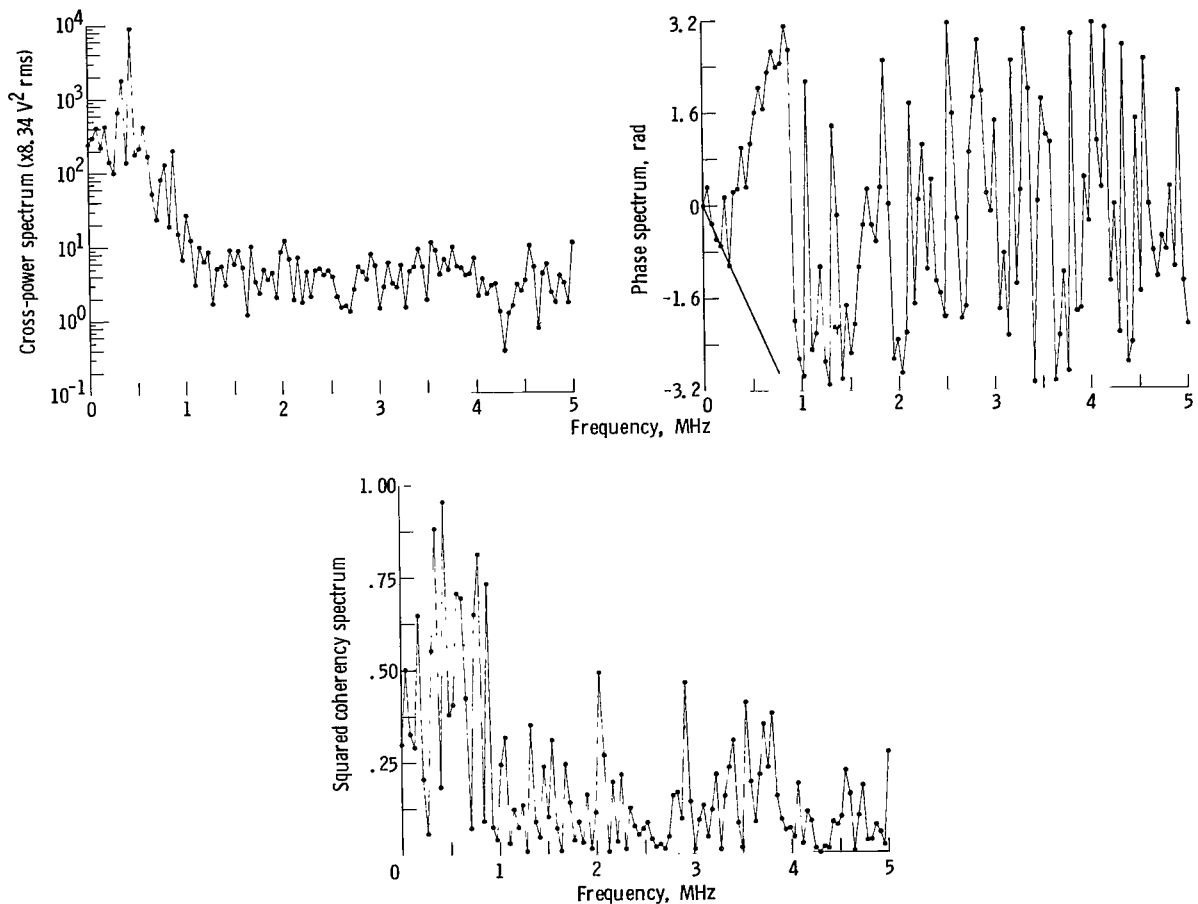 Cross-power spectrum (x8.34 V² rms)
10⁴
10³
10²
10¹
10⁰
10⁻¹
0 1 2 3 4 5
Phase spectrum, rad
3.2
1.6
0
-1.6
-3.2
0 1 2 3 4 5
Frequency, MHz
Squared coherency spectrum
1.00
.75
.50
.25
0 1 2 3 4 5
Frequency, MHz